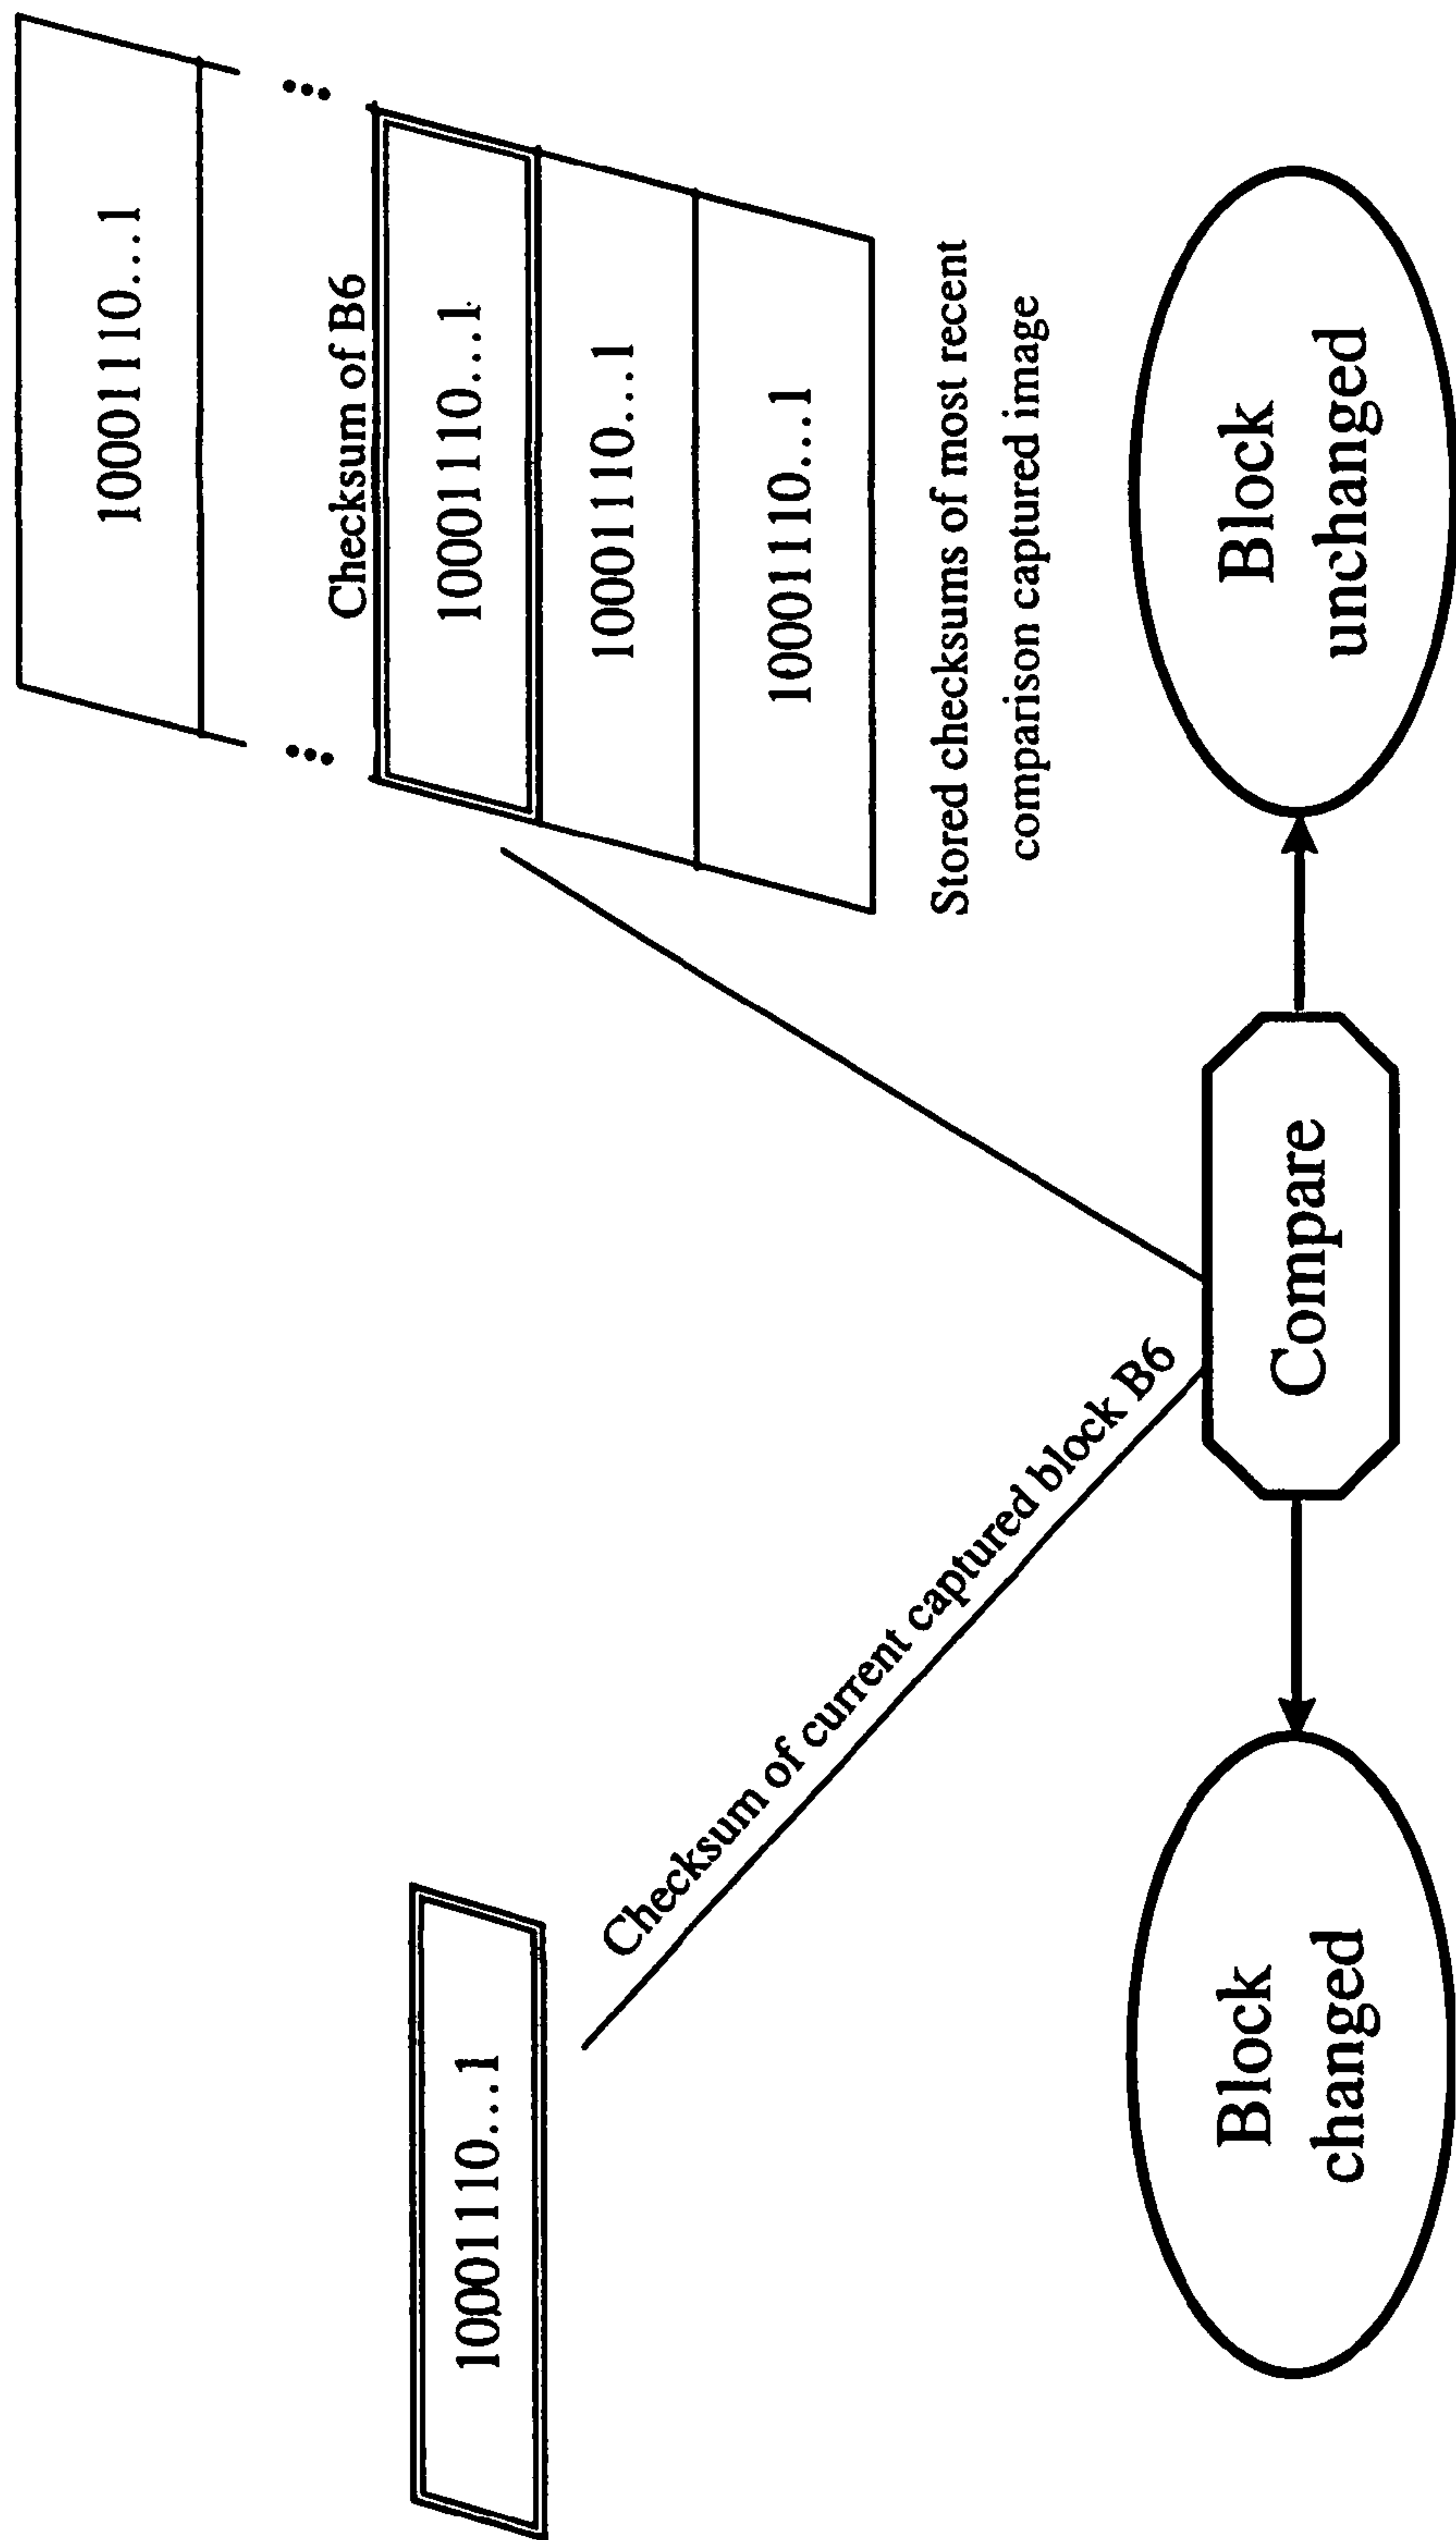 10001110...1
Checksum of B6
10001110...1
10001110...1
10001110...1
10001110...1
Stored checksums of most recent
comparison captured image
Checksum of current captured block B6
Compare
Block
changed
Block
unchanged